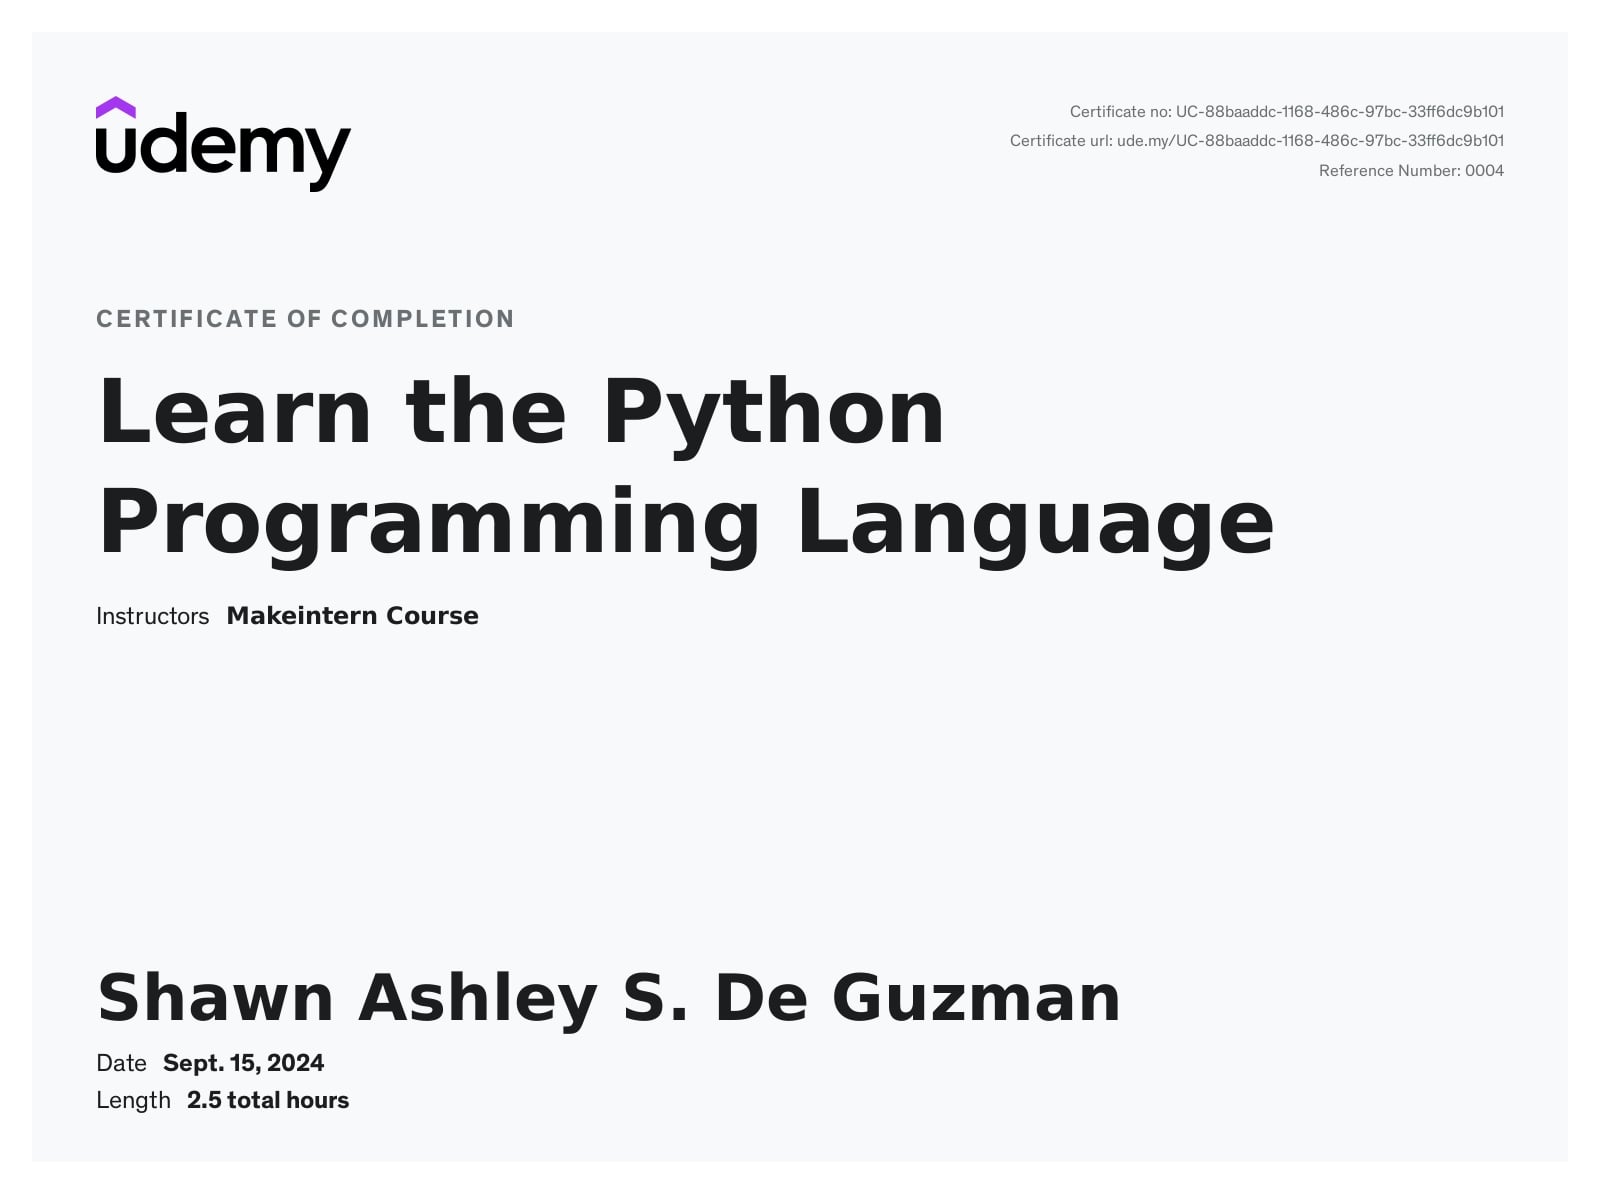 udemy
Certificate no: UC-88baaddc-1168-486c-97bc-33ff6dc9b101
Certificate url: ude.my/UC-88baaddc-1168-486c-97bc-33ff6dc9b101
Reference Number: 0004
CERTIFICATE OF COMPLETION
Learn the Python
Programming Language
Instructors Makeintern Course
Shawn Ashley S. De Guzman
Date Sept. 15, 2024
Length 2.5 total hours